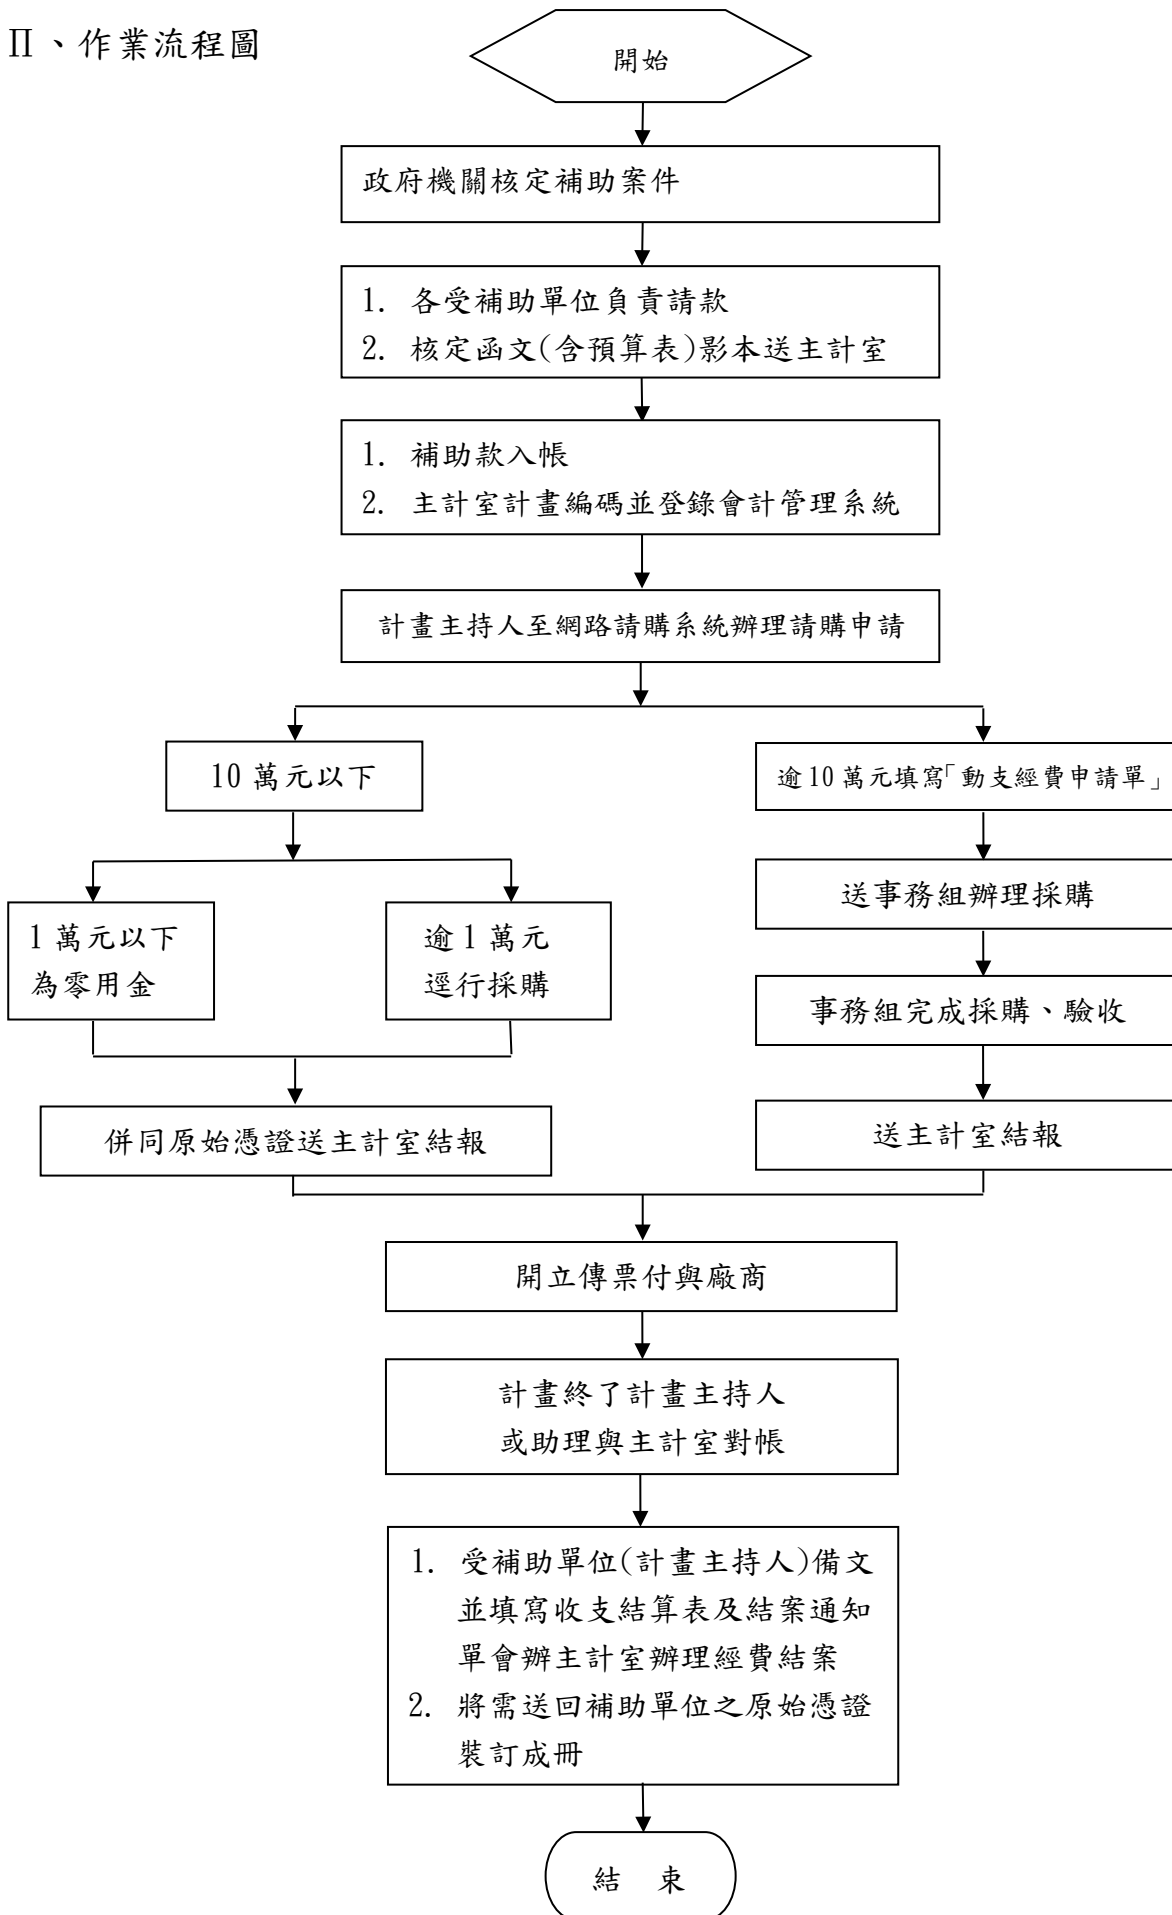 Ⅱ、作業流程圖
開始
政府機關核定補助案件
1. 各受補助單位負責請款
2. 核定函文(含預算表)影本送主計室
1. 補助款入帳
2. 主計室計畫編碼並登錄會計管理系統
計畫主持人至網路請購系統辦理請購申請
10 萬元以下
逾 10 萬元填寫「動支經費申請單」
送事務組辦理採購
1 萬元以下
為零用金
逾 1 萬元
逕行採購
事務組完成採購、驗收
併同原始憑證送主計室結報
送主計室結報
開立傳票付與廠商
計畫終了計畫主持人
或助理與主計室對帳
1. 受補助單位(計畫主持人)備文
並填寫收支結算表及結案通知
單會辦主計室辦理經費結案
2. 將需送回補助單位之原始憑證
裝訂成冊
結 束